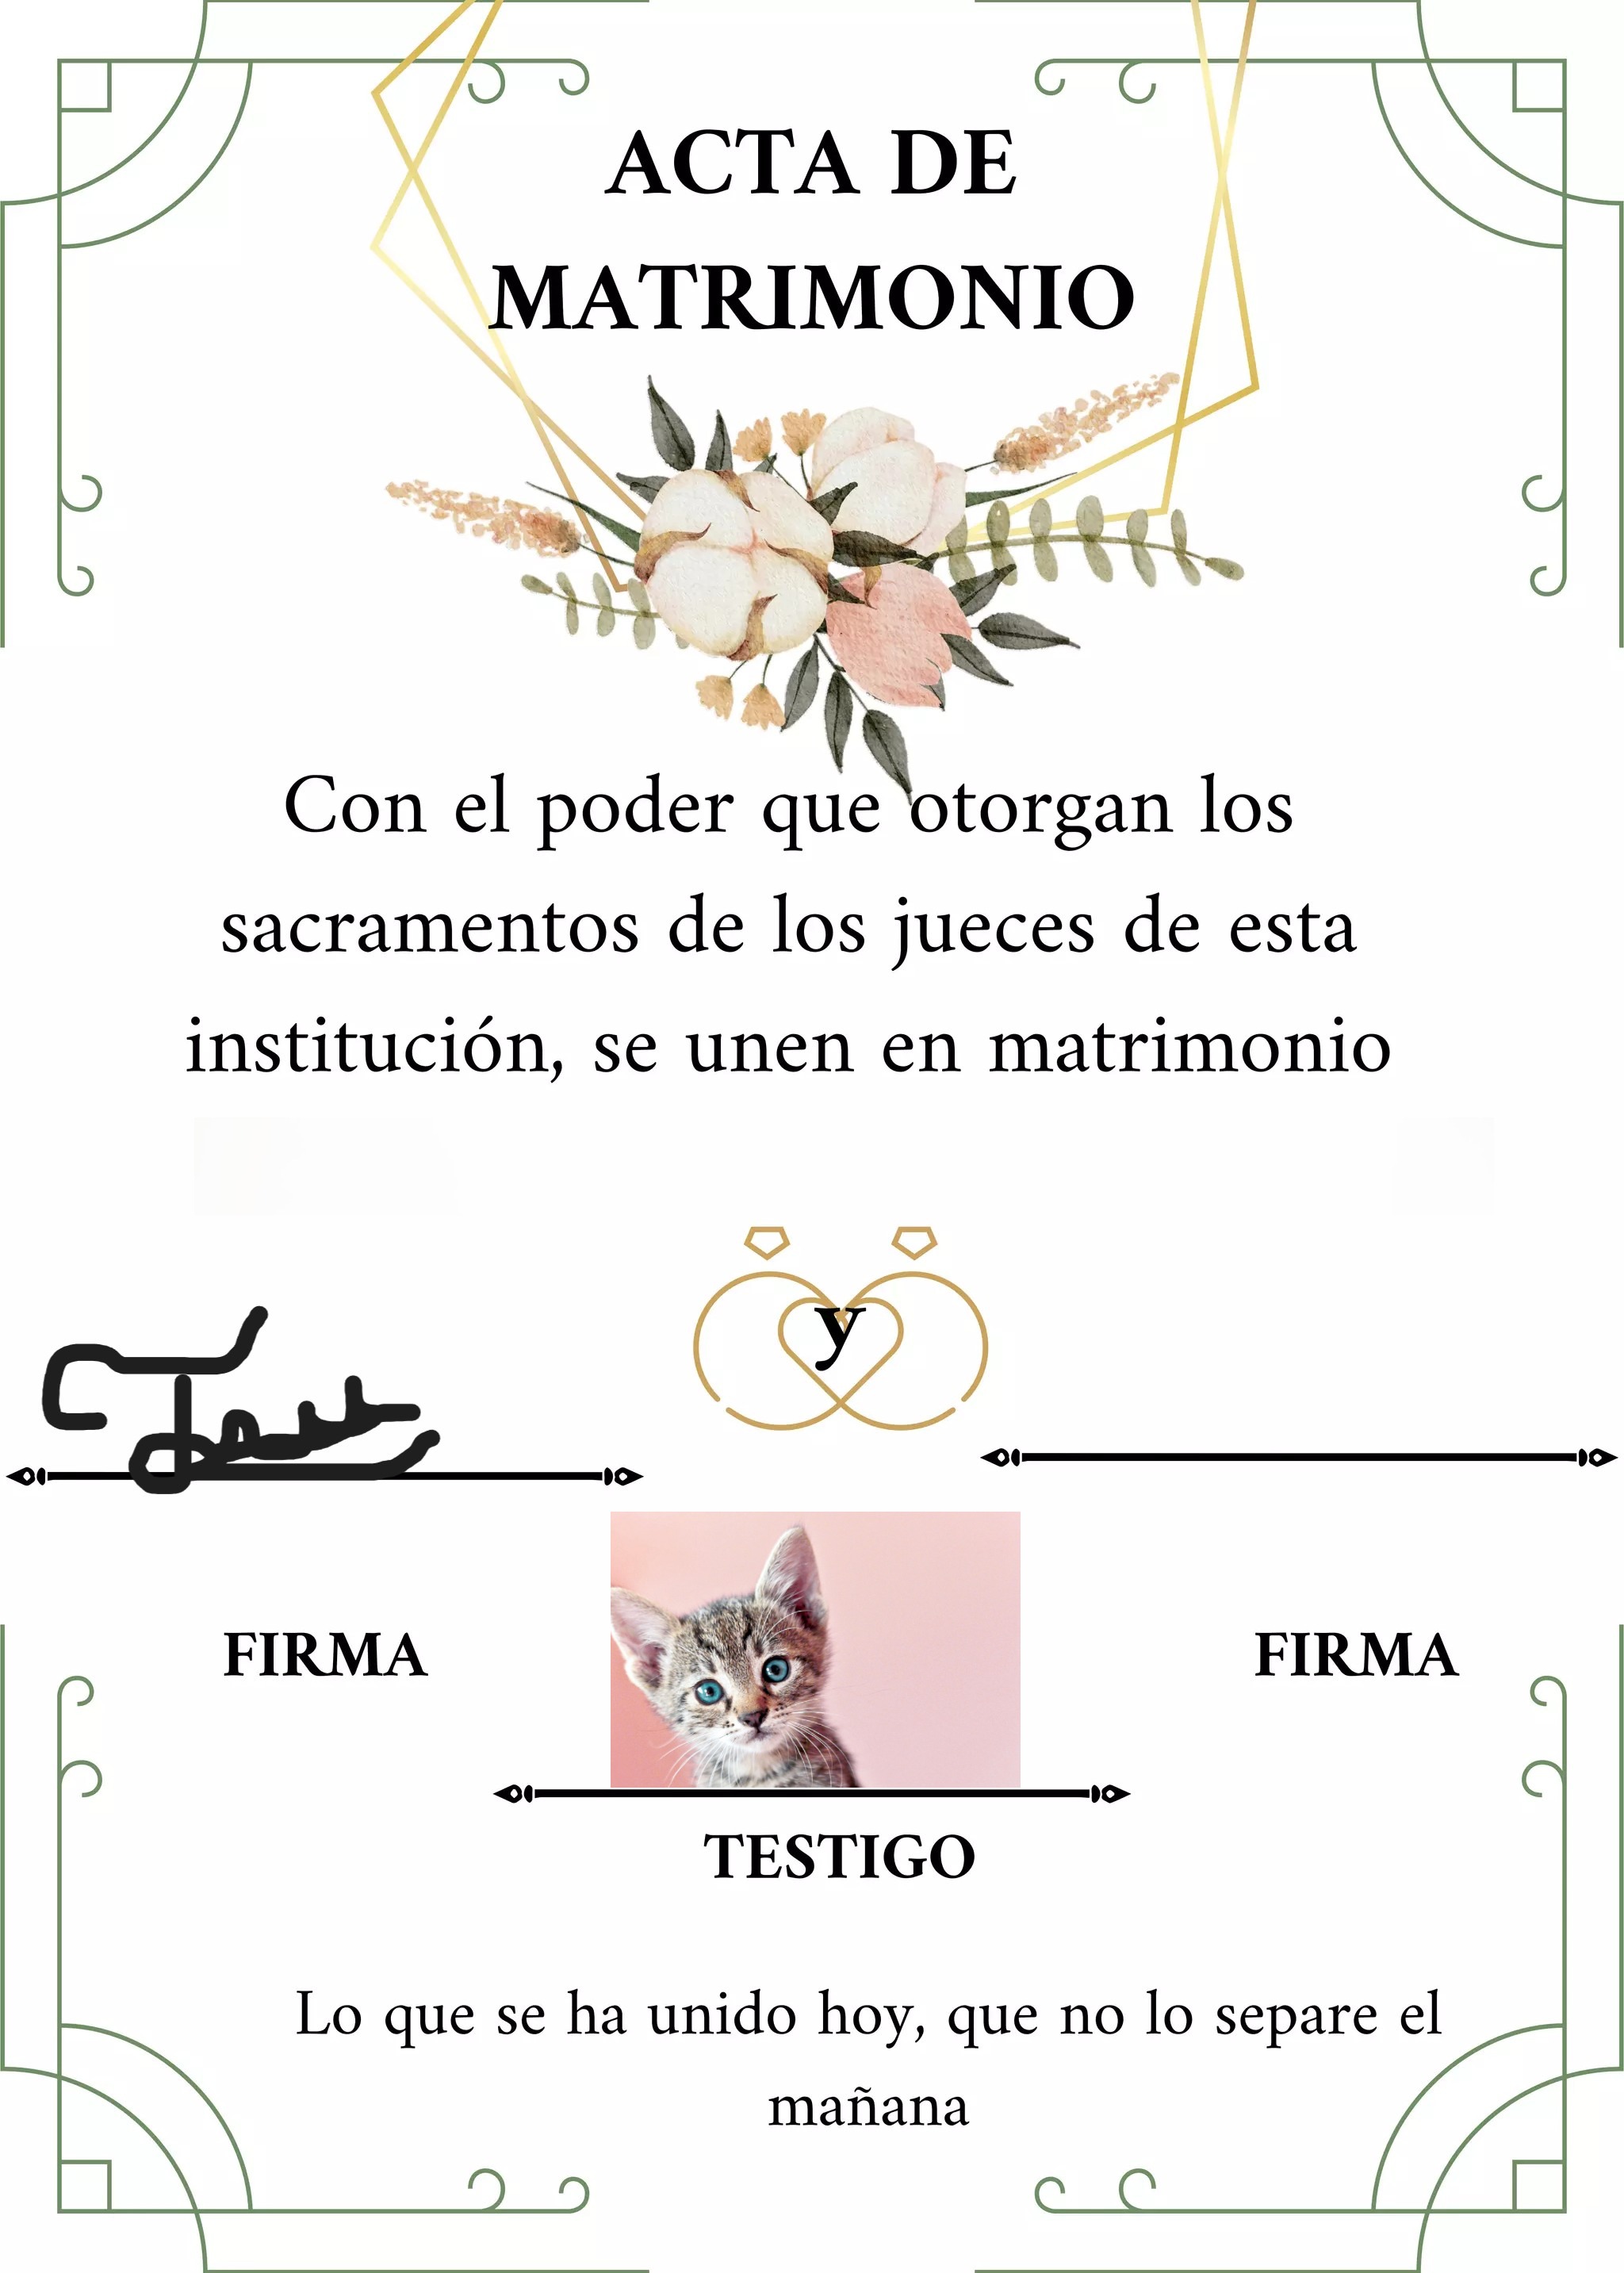 ACTA DE
MATRIMONIO
Con el poder que otorgan los
sacramentos de los jueces de esta
institución, se unen en matrimonio
y
FIRMA
FIRMA
TESTIGO
Lo que se ha unido hoy, que no lo separe el
mañana